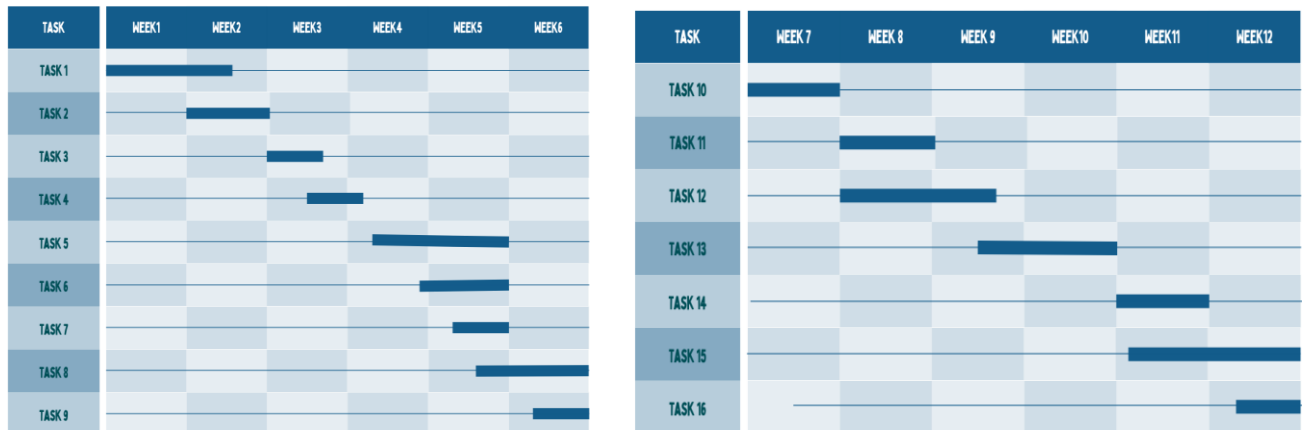 TASK WEEK1 WEEK2 WEEK3 WEEK4 WEEK5 WEEK6
TASK 1
TASK 2
TASK 3
TASK 4
TASK 5
TASK 6
TASK 7
TASK 8
TASK 9
TASK WEEK 7 WEEK 8 WEEK 9 WEEK10 WEEK11 WEEK12
TASK 10
TASK 11
TASK 12
TASK 13
TASK 14
TASK 15
TASK 16